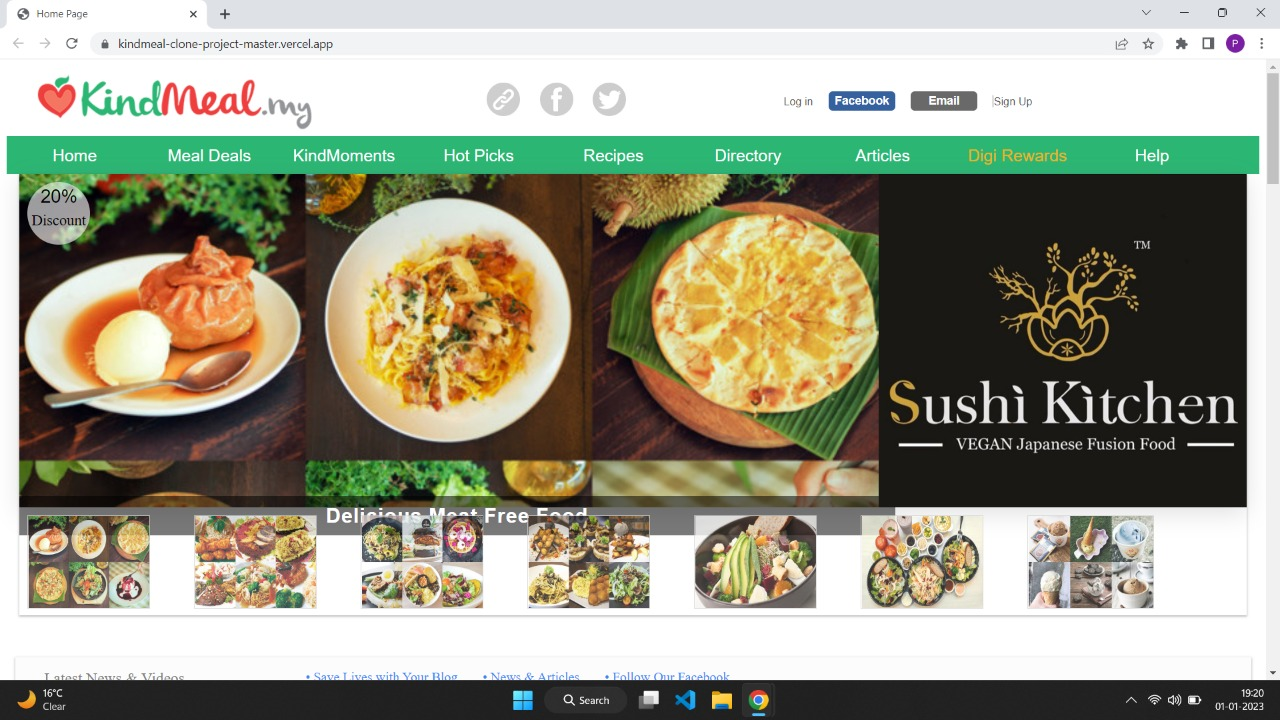 Home Page
kindmeal-clone-project-master.vercel.app
P
KindMeal.my
Log in
Facebook
Email
|Sign Up
Home
Meal Deals
KindMoments
Hot Picks
Recipes
Directory
Articles
Digi Rewards
Help
20%
Discount
TM
Sushi Kitchen
VEGAN Japanese Fusion Food
Delicious Meat Free Food
Latest News & Videos
• Save Lives with Your Blog
• News & Articles
• Follow Our Facebook
16°C
Clear
Search
19:20
01-01-2023